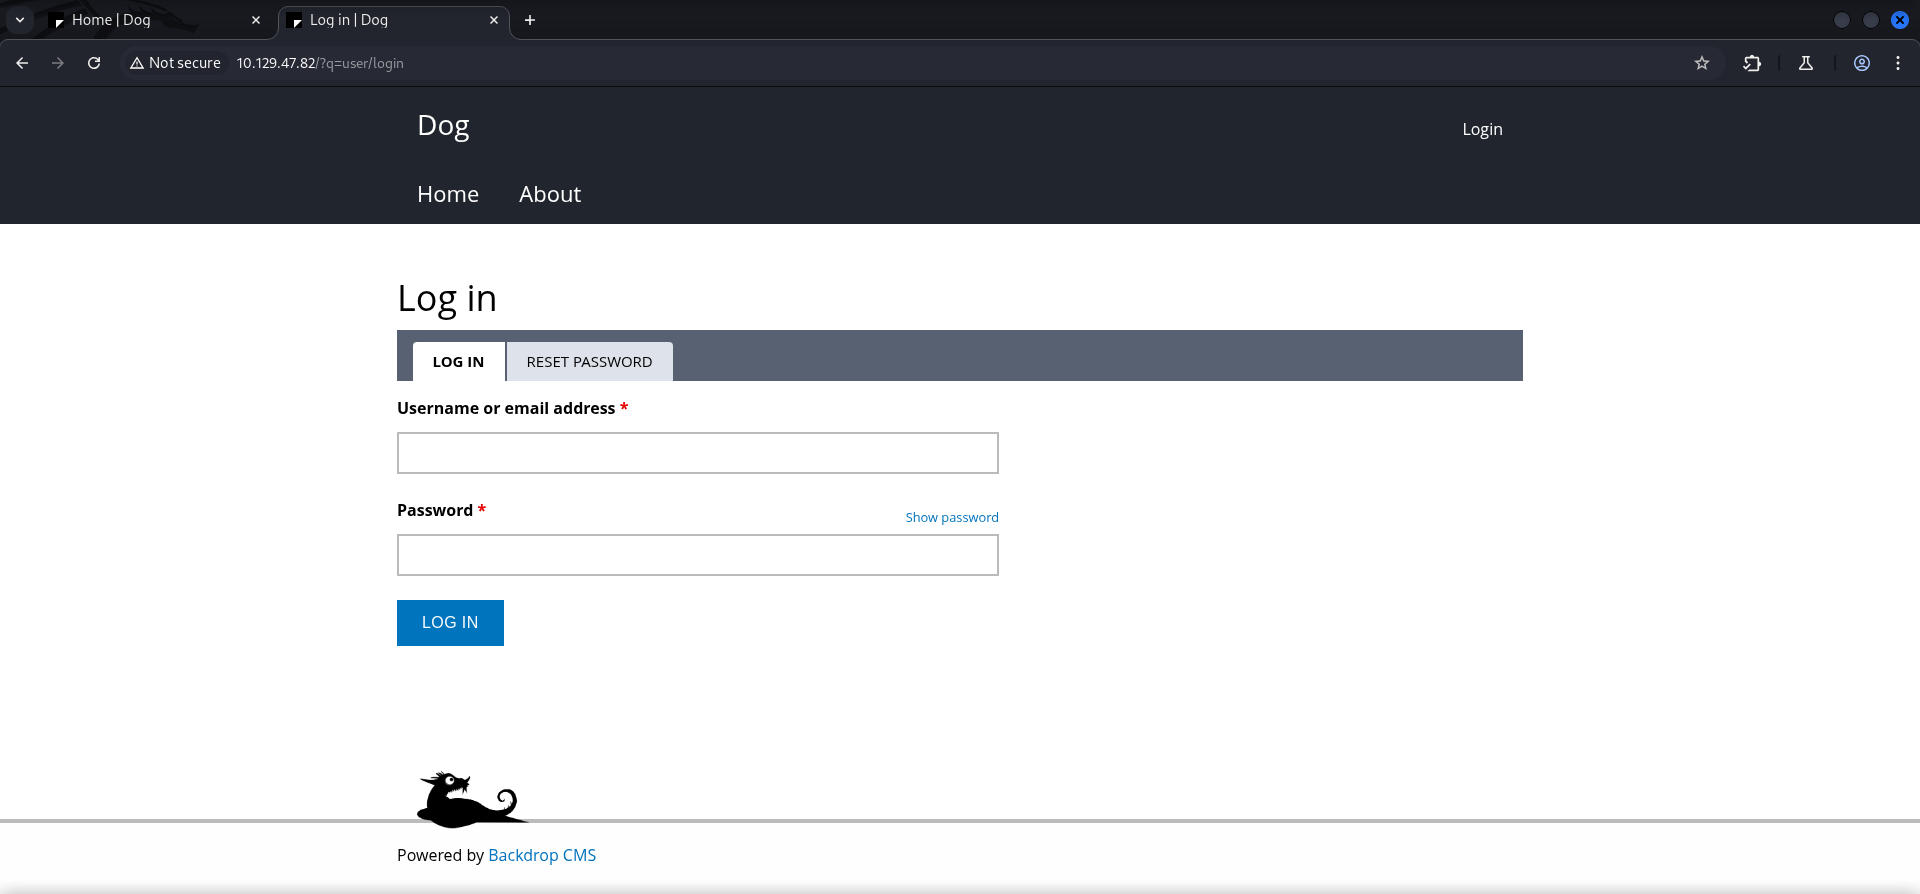 Home | Dog
Log in | Dog
Not secure 10.129.47.82/?q=user/login
Dog
Login
Home About
Log in
LOG IN RESET PASSWORD
Username or email address *
Password *
Show password
LOG IN
Powered by Backdrop CMS